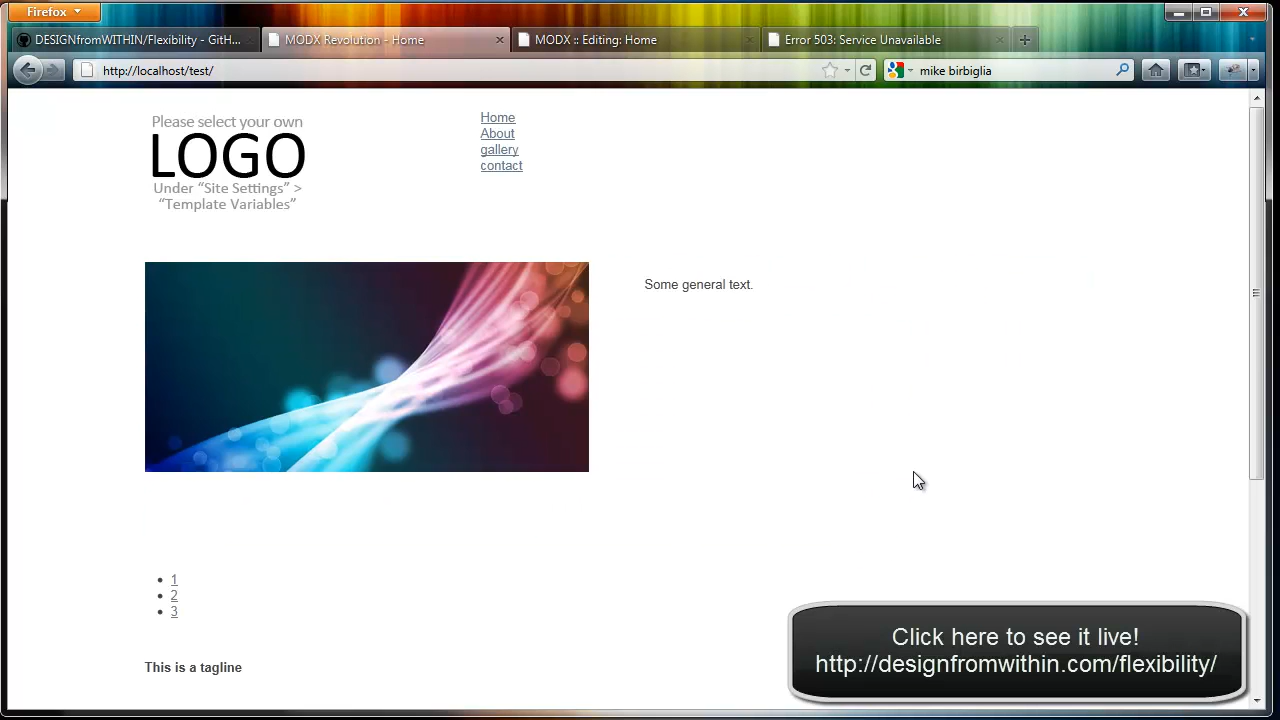 Firefox
DESIGNfromWITHIN/Flexibility - GitH...
MODX Revolution - Home
MODX :: Editing: Home
Error 503: Service Unavailable
http://localhost/test/
mike birbiglia
Please select your own
LOGO
Under “Site Settings” >
“Template Variables”
Home
About
gallery
contact
Some general text.
1
2
3
This is a tagline
Click here to see it live!
http://designfromwithin.com/flexibility/